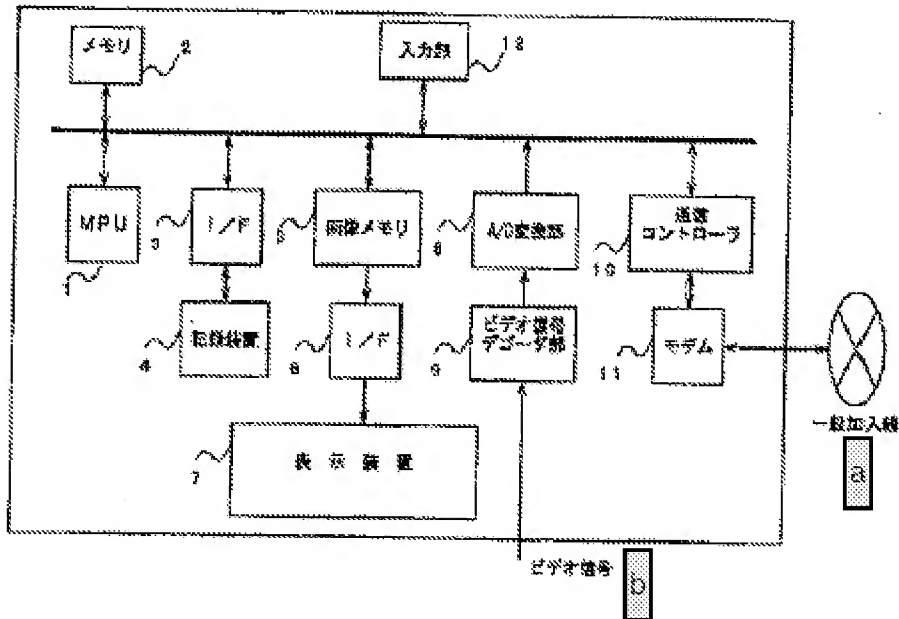 メモリ
2
入力部
12
MPU
1
I／F
3
画像メモリ
5
A/D変換部
8
通信
コントローラ
10
記録装置
4
I／F
6
ビデオ信号
デコーダ部
9
モデム
11
一般加入線
a
表 示 装 置
7
ビデオ信号
b